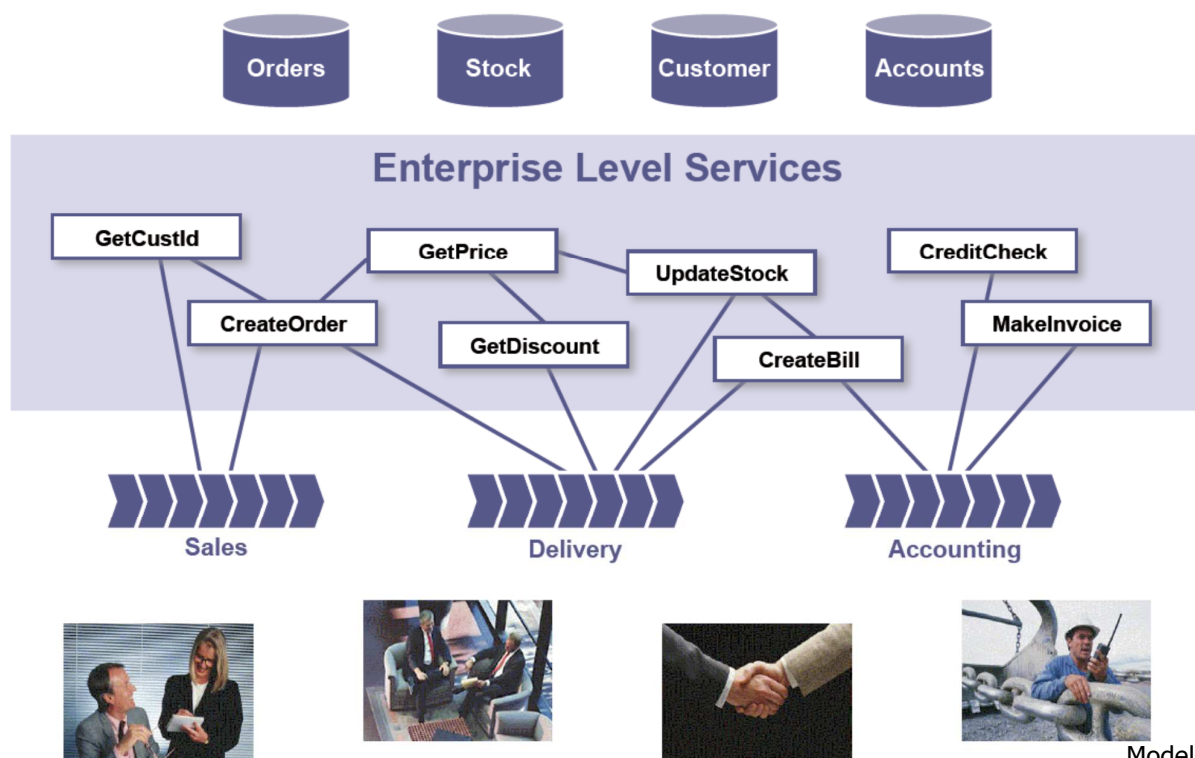 Orders
Stock
Customer
Accounts
Enterprise Level Services
GetCustId
GetPrice
CreditCheck
UpdateStock
CreateOrder
MakeInvoice
GetDiscount
CreateBill
Sales
Delivery
Accounting
Model